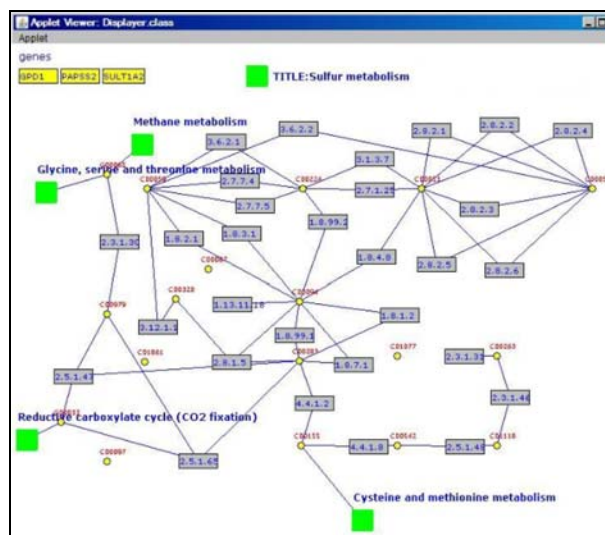 Applet Viewer: Displayer.class
Applet
genes
GPD1 PAPSS2 SULT1A2
TITLE:Sulfur metabolism
Methane metabolism
3.6.2.1 3.6.2.2 2.8.2.1 2.8.2.2 2.8.2.4
Glycine, serine and threonine metabolism
3.1.3.7
2.7.7.4 C00224 2.7.1.25
2.7.7.5 2.8.2.3
1.8.99.2
2.3.1.30 1.8.2.1 1.8.3.1
C00087 1.8.4.8 2.8.2.5 2.8.2.6
C00320 C00094
1.13.11.18
C00979 1.8.1.2
3.12.1.1 1.8.99.1
C01861 C01077 C00263
2.8.1.5 C00283 1.8.7.1 2.3.1.31
2.5.1.47
4.4.1.2 2.3.1.46
Reductive carboxylate cycle (CO2 fixation)
C00155 C00542 C01118
4.4.1.8 2.5.1.48
C00097 2.5.1.65
Cysteine and methionine metabolism